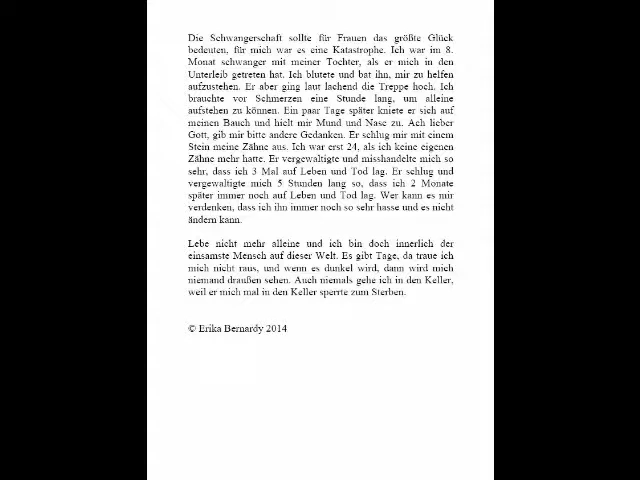 Die Schwangerschaft sollte für Frauen das größte Glück
bedeuten, für mich war es eine Katastrophe. Ich war im 8.
Monat schwanger mit meiner Tochter, als er mich in den
Unterleib getreten hat. Ich blutete und bat ihn, mir zu helfen
aufzustehen. Er aber ging laut lachend die Treppe hoch. Ich
brauchte vor Schmerzen eine Stunde lang, um alleine
aufstehen zu können. Ein paar Tage später kniete er sich auf
meinen Bauch und hielt mir Mund und Nase zu. Ach lieber
Gott, gib mir bitte andere Gedanken. Er schlug mir mit einem
Stein meine Zähne aus. Ich war erst 24, als ich keine eigenen
Zähne mehr hatte. Er vergewaltigte und misshandelte mich so
sehr, dass ich 3 Mal auf Leben und Tod lag. Er schlug und
vergewaltigte mich 5 Stunden lang so, dass ich 2 Monate
später immer noch auf Leben und Tod lag. Wer kann es mir
verdenken, dass ich ihn immer noch so sehr hasse und es nicht
ändern kann.
Lebe nicht mehr alleine und ich bin doch innerlich der
einsamste Mensch auf dieser Welt. Es gibt Tage, da traue ich
mich nicht raus, und wenn es dunkel wird, dann wird mich
niemand draußen sehen. Auch niemals gehe ich in den Keller,
weil er mich mal in den Keller sperrte zum Sterben.
© Erika Bernardy 2014